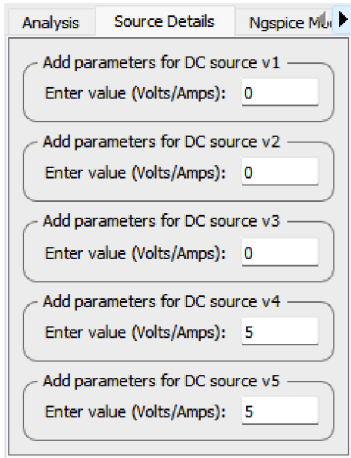 Analysis
Source Details
Ngspice
Add parameters for DC source v1
Enter value (Volts/Amps): 0
Add parameters for DC source v2
Enter value (Volts/Amps): 0
Add parameters for DC source v3
Enter value (Volts/Amps): 0
Add parameters for DC source v4
Enter value (Volts/Amps): 5
Add parameters for DC source v5
Enter value (Volts/Amps): 5